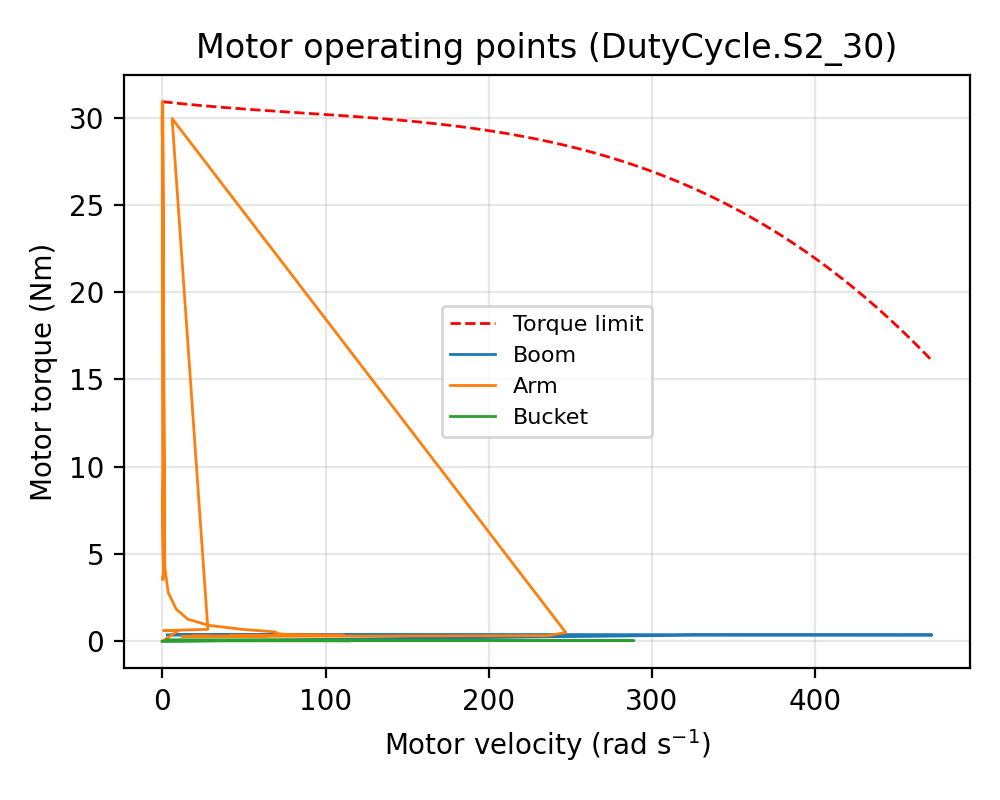 Motor operating points (DutyCycle.S2_30)
Motor torque (Nm)
30
25
20
15
10
5
0
Torque limit
Boom
Arm
Bucket
0 100 200 300 400
Motor velocity (rad s⁻¹)